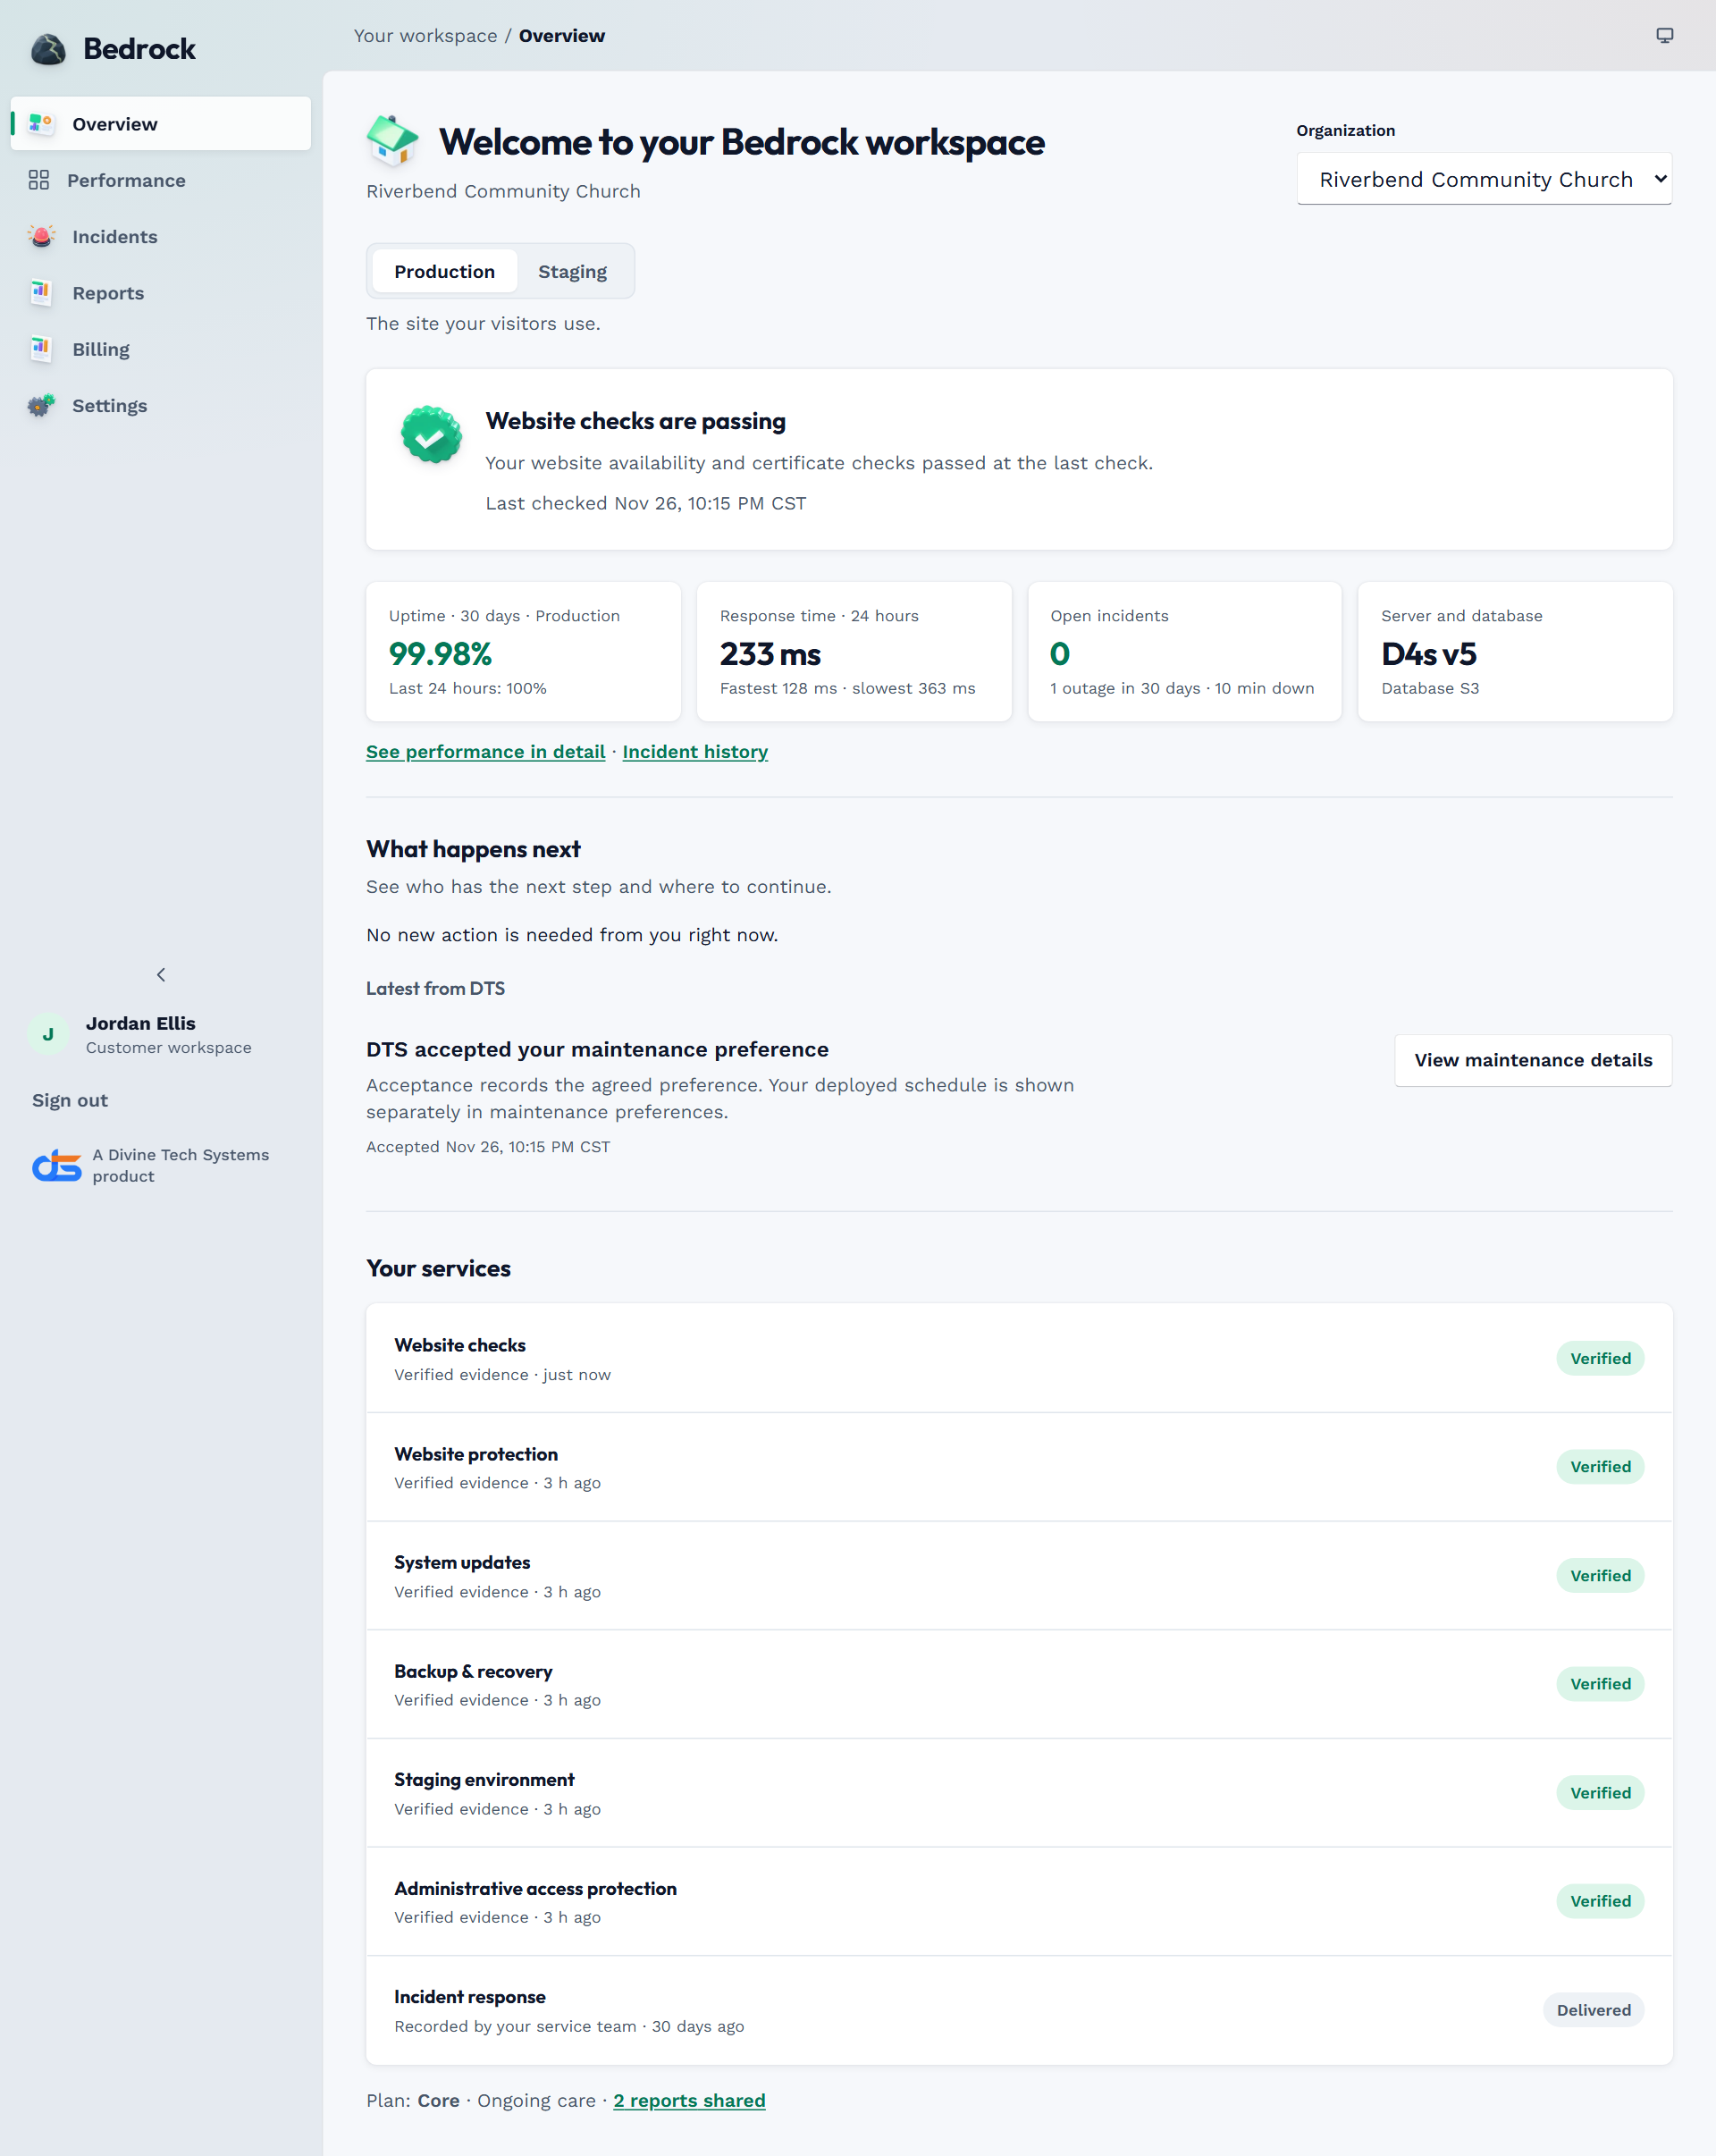 Bedrock
Your workspace / Overview
Overview
Performance
Incidents
Reports
Billing
Settings
Welcome to your Bedrock workspace
Riverbend Community Church
Organization
Riverbend Community Church
Production
Staging
The site your visitors use.
Website checks are passing
Your website availability and certificate checks passed at the last check.
Last checked Nov 26, 10:15 PM CST
Uptime · 30 days · Production
99.98%
Last 24 hours: 100%
Response time · 24 hours
233 ms
Fastest 128 ms · slowest 363 ms
Open incidents
0
1 outage in 30 days · 10 min down
Server and database
D4s v5
Database S3
See performance in detail · Incident history
What happens next
See who has the next step and where to continue.
No new action is needed from you right now.
Latest from DTS
DTS accepted your maintenance preference
Acceptance records the agreed preference. Your deployed schedule is shown
separately in maintenance preferences.
Accepted Nov 26, 10:15 PM CST
View maintenance details
J
Jordan Ellis
Customer workspace
Sign out
dts
A Divine Tech Systems
product
Your services
Website checks
Verified evidence · just now
Verified
Website protection
Verified evidence · 3 h ago
Verified
System updates
Verified evidence · 3 h ago
Verified
Backup & recovery
Verified evidence · 3 h ago
Verified
Staging environment
Verified evidence · 3 h ago
Verified
Administrative access protection
Verified evidence · 3 h ago
Verified
Incident response
Recorded by your service team · 30 days ago
Delivered
Plan: Core · Ongoing care · 2 reports shared